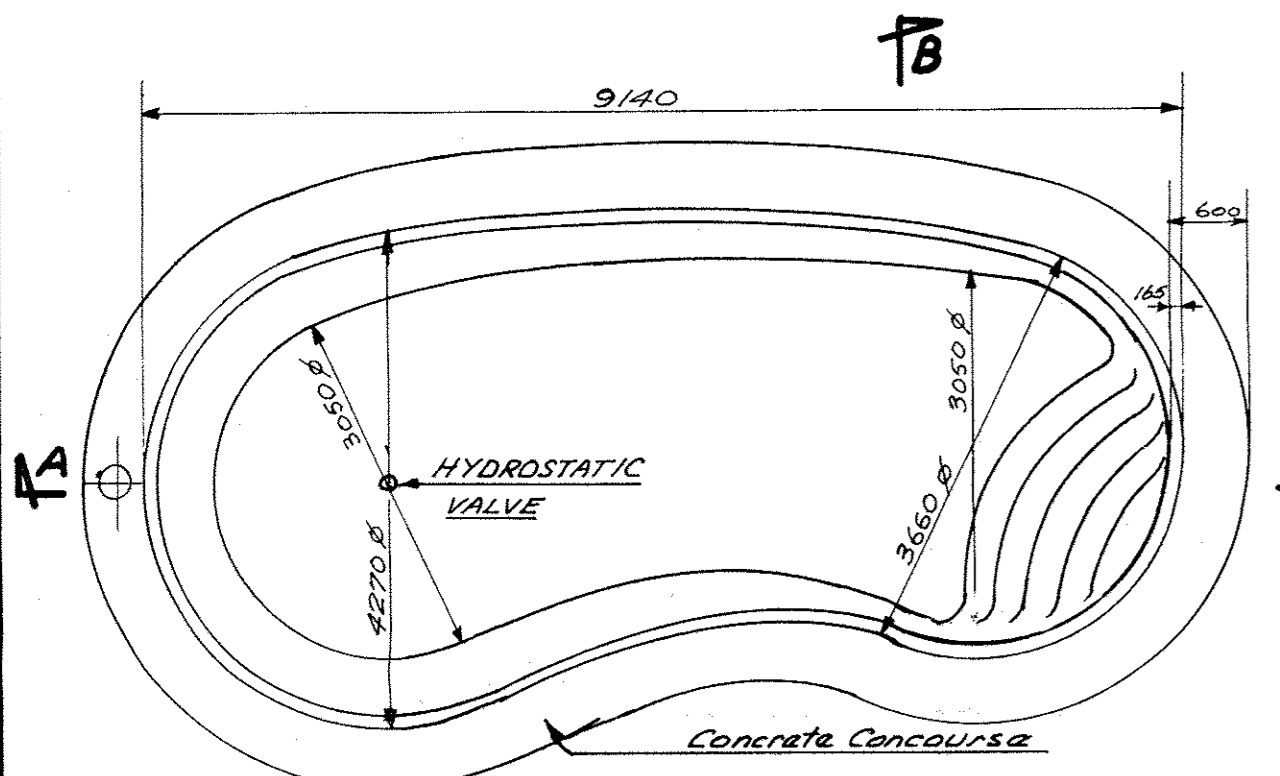 B
9140
600
165
3050 Ø
3050 Ø
A
HYDROSTATIC
VALVE
3660 Ø
4270 Ø
Concrete Concourse